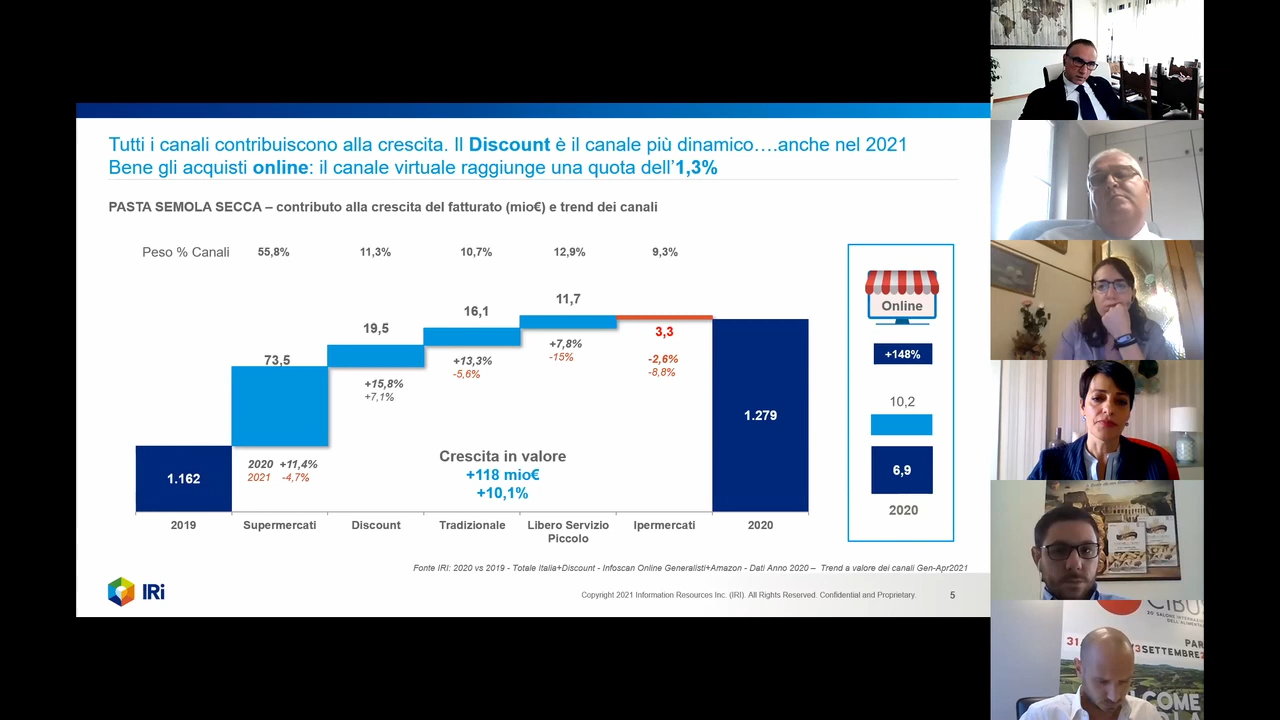 Tutti i canali contribuiscono alla crescita. Il Discount è il canale più dinamico….anche nel 2021
Bene gli acquisti online: il canale virtuale raggiunge una quota dell'1,3%
PASTA SEMOLA SECCA – contributo alla crescita del fatturato (mio€) e trend dei canali
Peso % Canali 55,8% 11,3% 10,7% 12,9% 9,3%
73,5
19,5
16,1
11,7
3,3
+13,3%
-5,6%
+7,8%
-15%
-2,6%
-8,8%
+15,8%
+7,1%
2020 +11,4%
2021 -4,7%
1.162
1.279
Crescita in valore
+118 mio€
+10,1%
2019 Supermercati Discount Tradizionale Libero Servizio Ipermercati 2020
Piccolo
Online
+148%
10,2
6,9
2020
Fonte IRI: 2020 vs 2019 - Totale Italia+Discount - Infoscan Online Generalisti+Amazon - Dati Anno 2020 – Trend a valore dei canali Gen-Apr2021
IRi
Copyright 2021 Information Resources Inc. (IRI). All Rights Reserved. Confidential and Proprietary. 5
CIBUS
31
SETTEMBRE